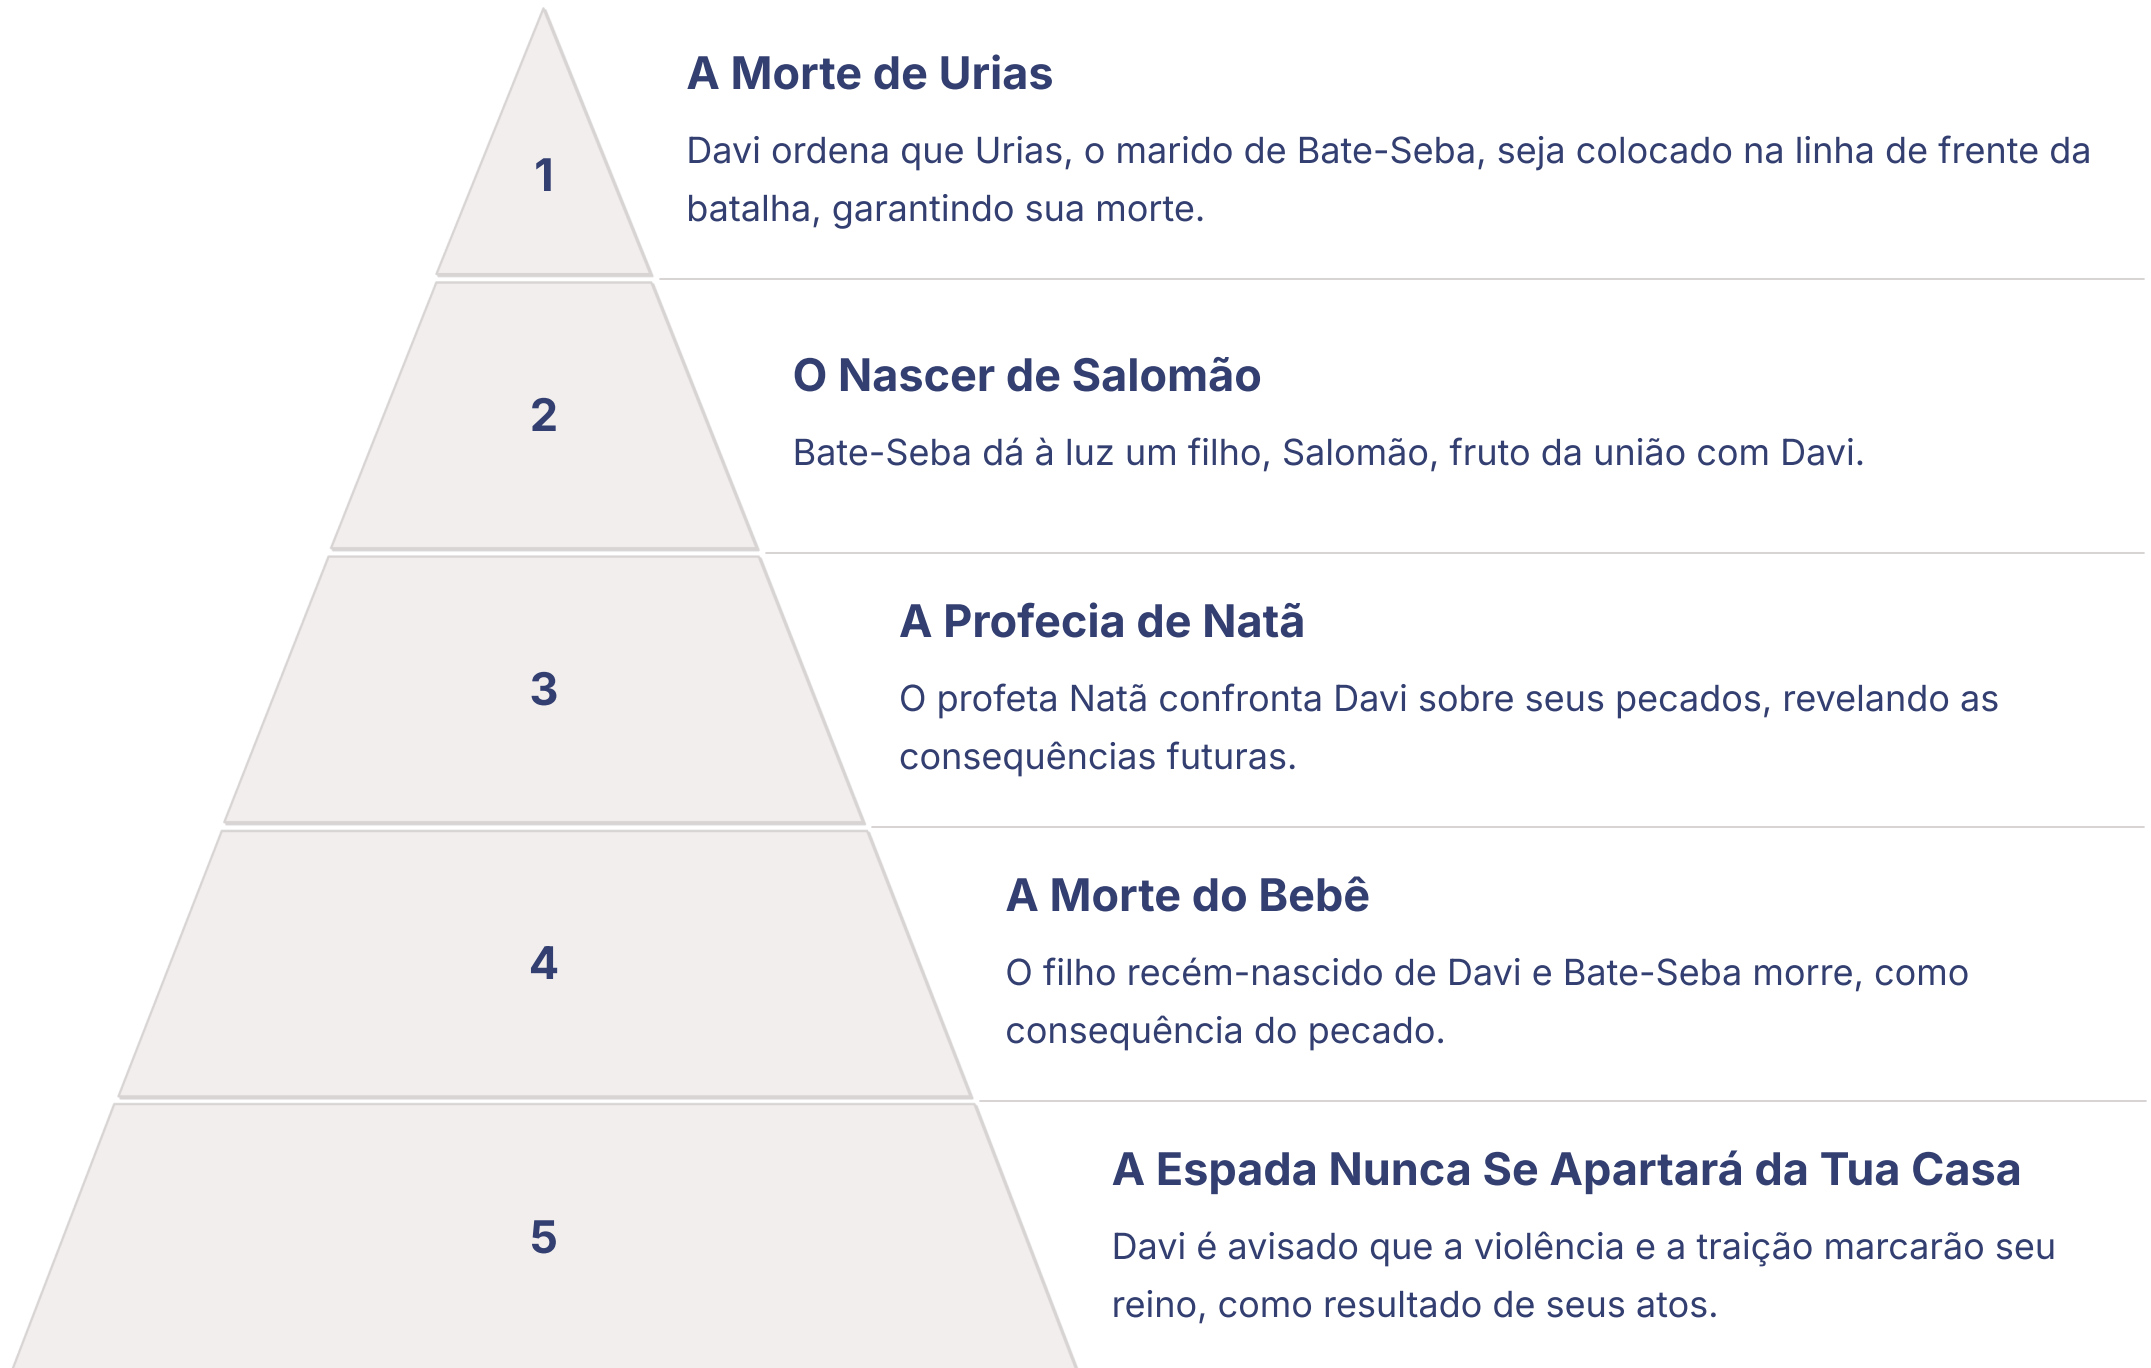 A Morte de Urias
1
Davi ordena que Urias, o marido de Bate-Seba, seja colocado na linha de frente da
batalha, garantindo sua morte.
O Nascer de Salomão
2
Bate-Seba dá à luz um filho, Salomão, fruto da união com Davi.
A Profecia de Natã
3
O profeta Natã confronta Davi sobre seus pecados, revelando as
consequências futuras.
A Morte do Bebê
4
O filho recém-nascido de Davi e Bate-Seba morre, como
consequência do pecado.
A Espada Nunca Se Apartará da Tua Casa
5
Davi é avisado que a violência e a traição marcarão seu
reino, como resultado de seus atos.